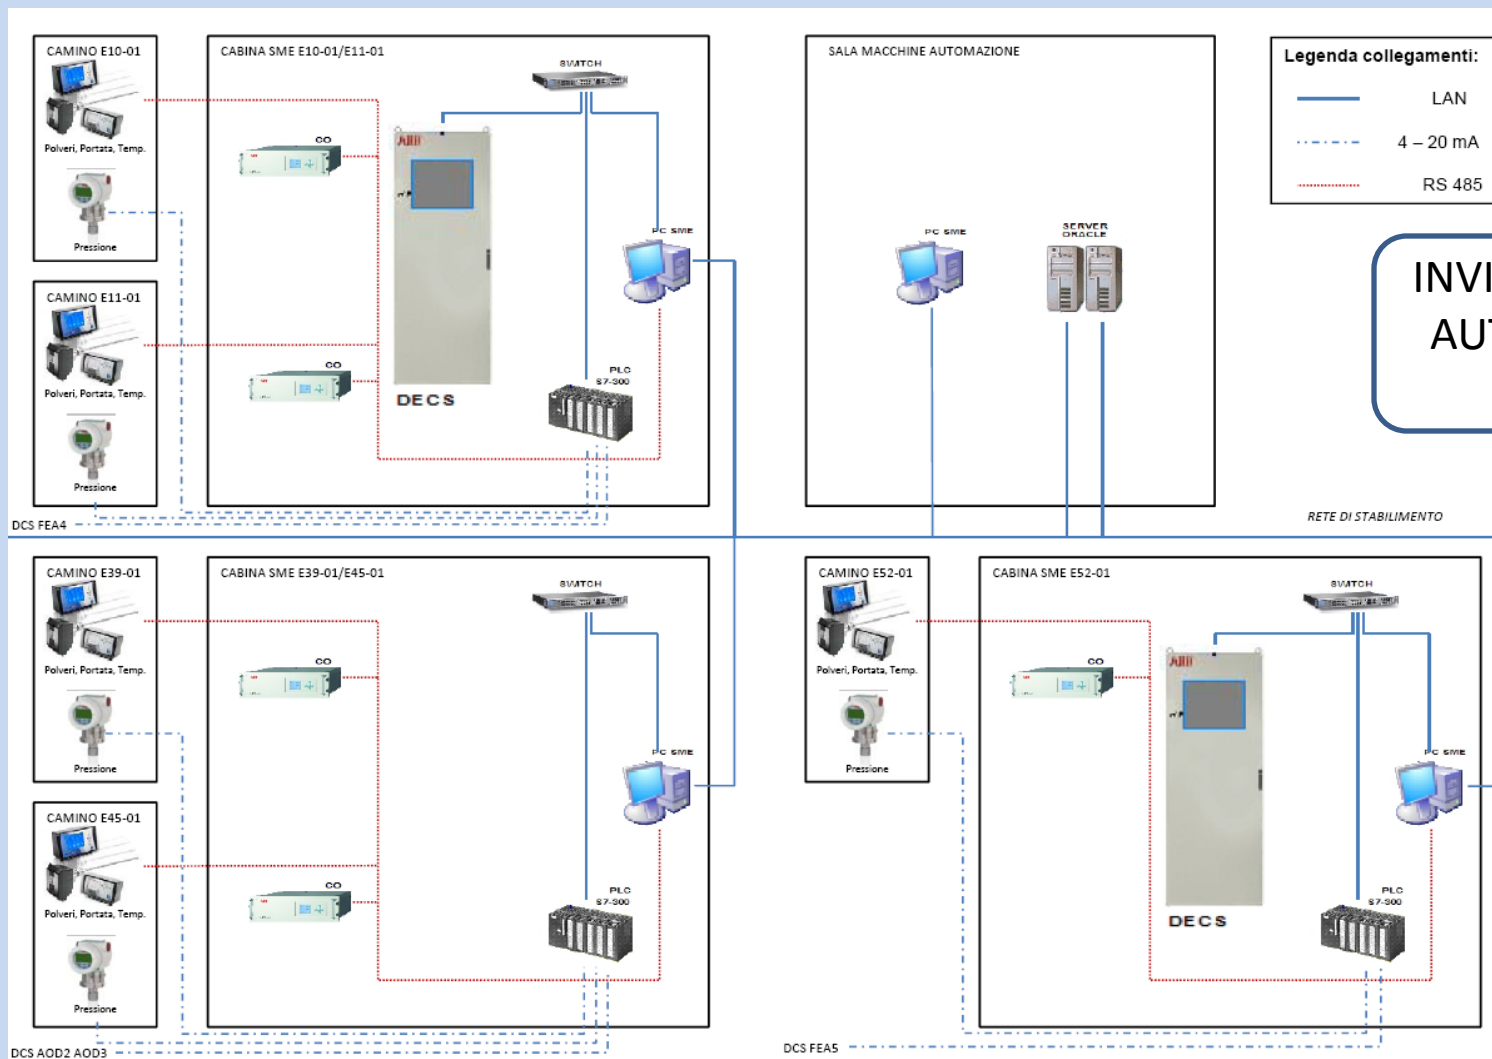 CAMINO E10-01
Polveri, Portata, Temp.
Pressione
CABINA SME E10-01/E11-01
SWITCH
CO
ABB
DECS
PC SME
CO
PLC
S7-300
CAMINO E11-01
Polveri, Portata, Temp.
Pressione
DCS FEA4
SALA MACCHINE AUTOMAZIONE
PC SME
SERVER
ORACLE
Legenda collegamenti:
LAN
4 – 20 mA
RS 485
INVI
AUT
RETE DI STABILIMENTO
CAMINO E39-01
Polveri, Portata, Temp.
Pressione
CABINA SME E39-01/E45-01
SWITCH
CO
PC SME
CO
PLC
S7-300
CAMINO E45-01
Polveri, Portata, Temp.
Pressione
DCS AOD2 AOD3
CAMINO E52-01
Polveri, Portata, Temp.
Pressione
CABINA SME E52-01
SWITCH
CO
ABB
DECS
PC SME
PLC
S7-300
DCS FEA5